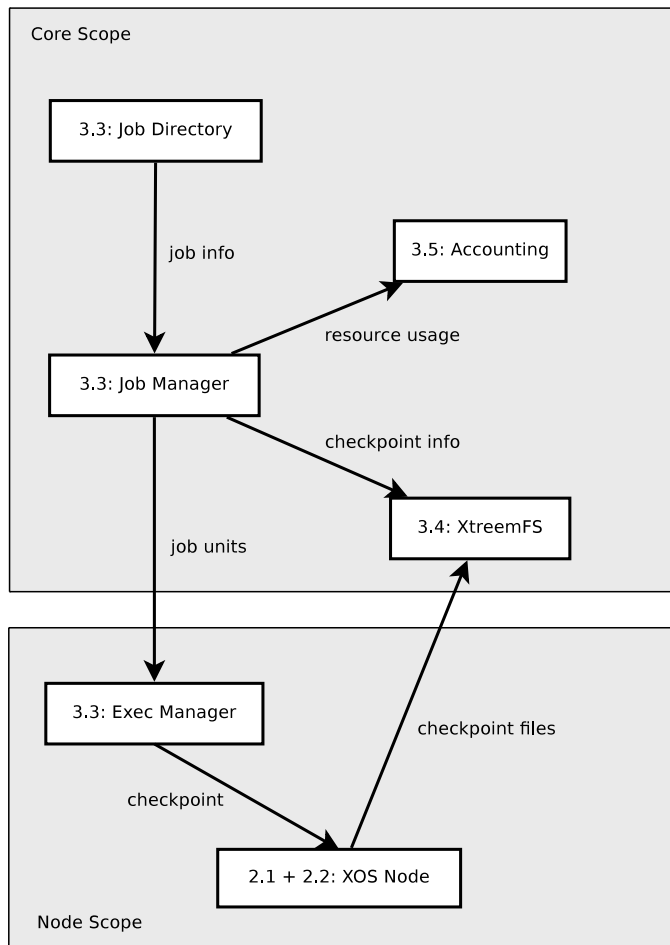 Core Scope
3.3: Job Directory
job info
3.5: Accounting
resource usage
3.3: Job Manager
checkpoint info
3.4: XtreemFS
job units
3.3: Exec Manager
checkpoint files
checkpoint
2.1 + 2.2: XOS Node
Node Scope